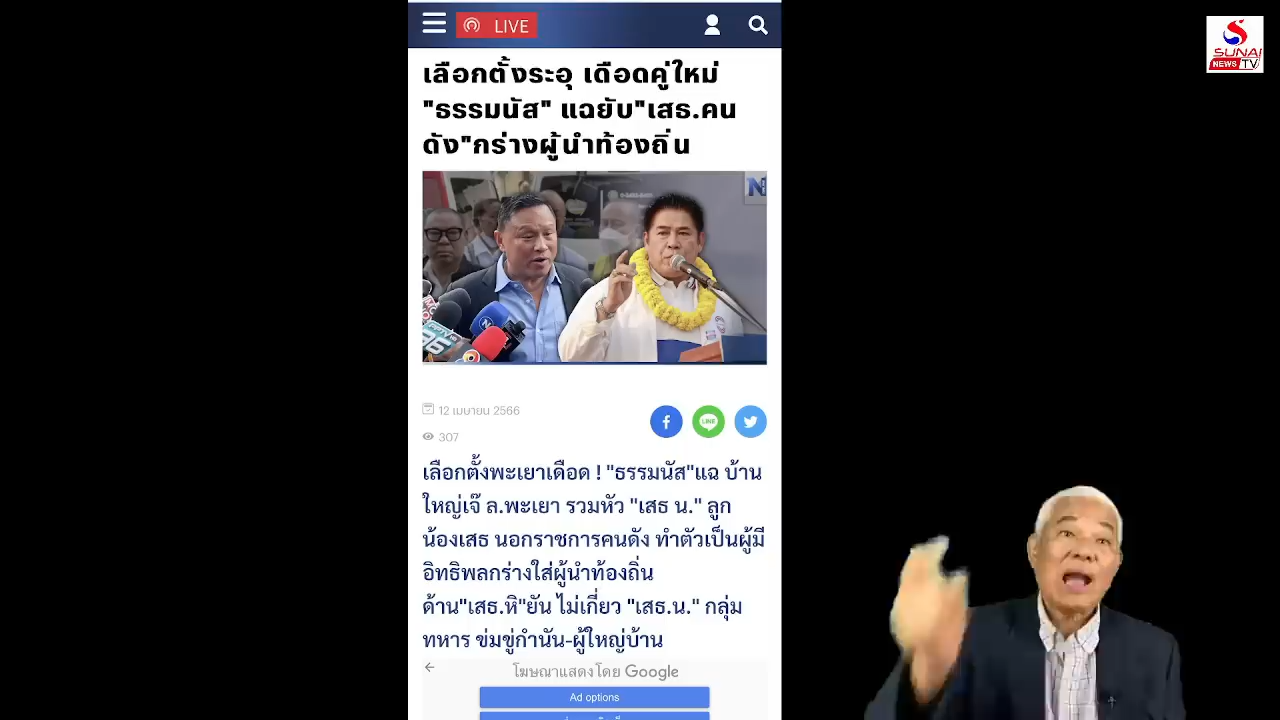 LIVE
SUNAI
NEWS TV
เลือกตั้งระอุ เดือดคู่ใหม่
"ธรรมนัส" แฉยับ"เสธ.คน
ดัง"กร่างผู้นำท้องถิ่น
N
12 เมษายน 2566
307
LINE
เลือกตั้งพะเยาเดือด ! "ธรรมนัส"แฉ บ้าน
ใหญ่เจ๊ ล.พะเยา รวมหัว "เสธ น." ลูก
น้องเสธ นอกราชการคนดัง ทำตัวเป็นผู้มี
อิทธิพลกร่างใส่ผู้นำท้องถิ่น
ด้าน"เสธ.หิ"ยัน ไม่เกี่ยว "เสธ.น." กลุ่ม
ทหาร ข่มขู่กำนัน-ผู้ใหญ่บ้าน
โฆษณาแสดงโดย Google
Ad options